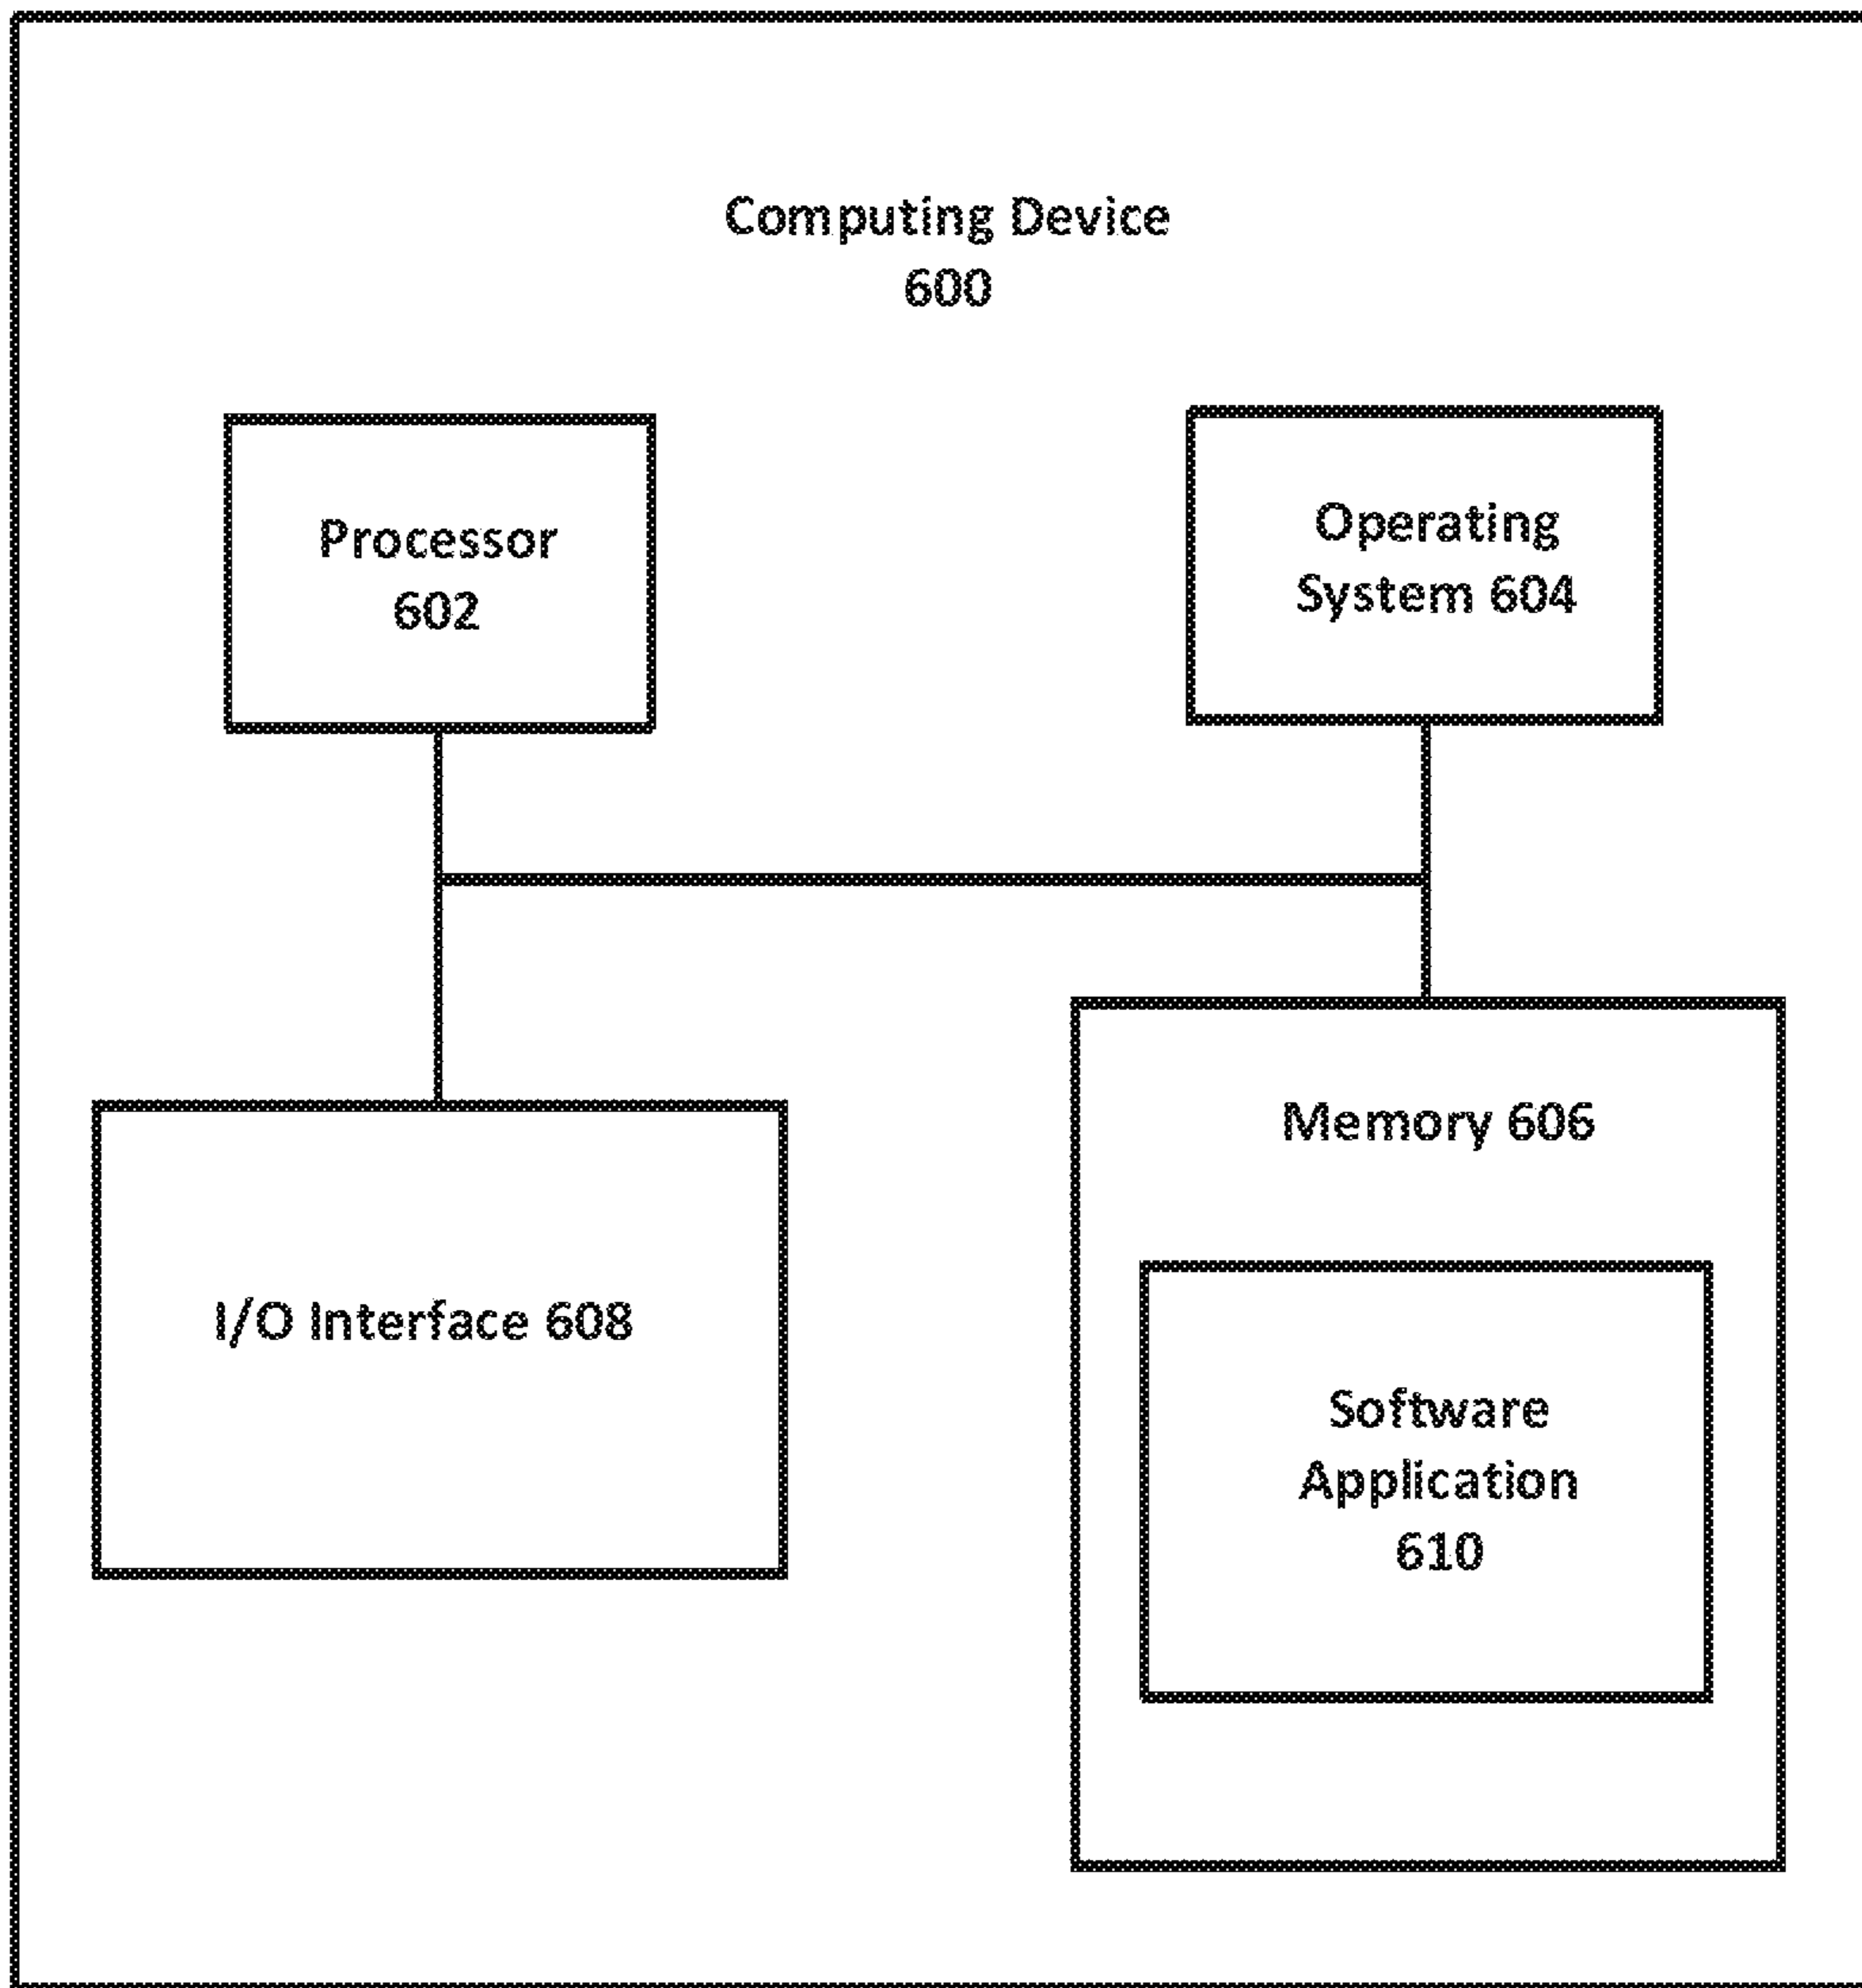 Computing Device
600
Processor
602
Operating
System 604
I/O Interface 608
Memory 606
Software
Application
610